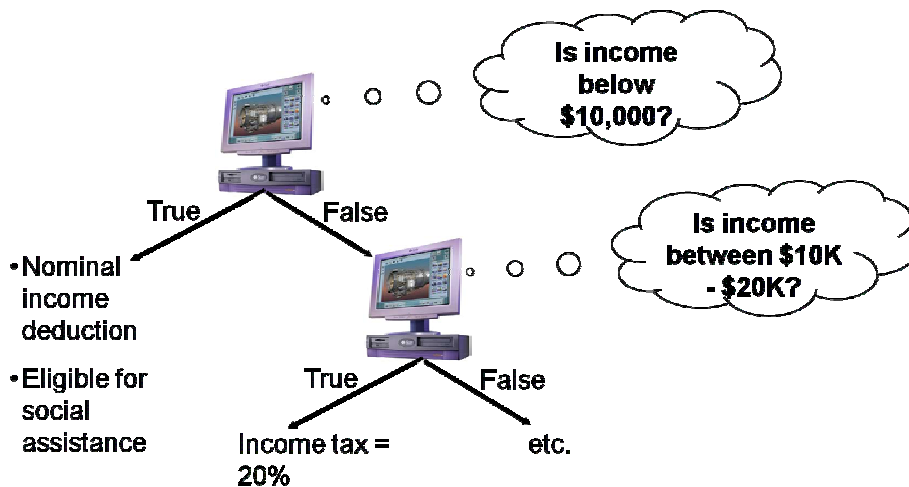 Is income
below
$10,000?
True
False
Is income
between $10K
- $20K?
•Nominal
income
deduction
•Eligible for
social
assistance
True
False
Income tax =
20%
etc.